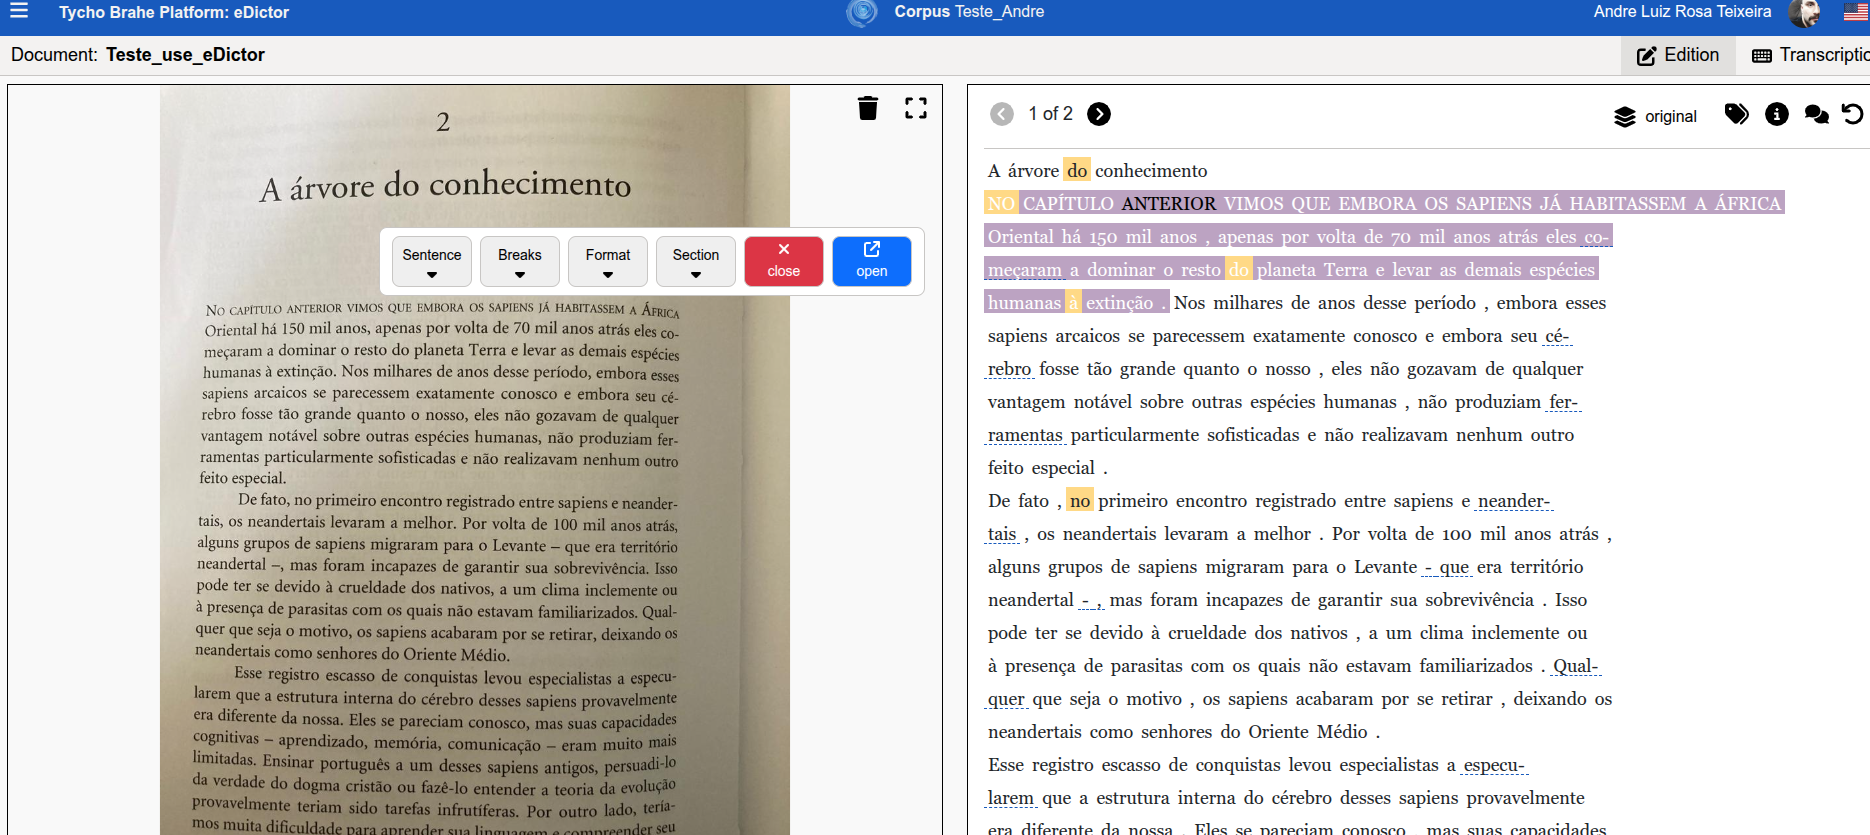 Tycho Brahe Platform: eDictor
Corpus Teste_Andre
Andre Luiz Rosa Teixeira
Document: Teste_use_eDictor
Edition
Transcriptio
2
A árvore do conhecimento
Sentence
Breaks
Format
Section
close
open
NO CAPÍTULO ANTERIOR VIMOS QUE EMBORA OS SAPIENS JÁ HABITASSEM A ÁFRICA
Oriental há 150 mil anos, apenas por volta de 70 mil anos atrás eles co-
meçaram a dominar o resto do planeta Terra e levar as demais espécies
humanas à extinção. Nos milhares de anos desse período, embora esses
sapiens arcaicos se parecessem exatamente conosco e embora seu cé-
rebro fosse tão grande quanto o nosso, eles não gozavam de qualquer
vantagem notável sobre outras espécies humanas, não produziam fer-
ramentas particularmente sofisticadas e não realizavam nenhum outro
feito especial.
De fato, no primeiro encontro registrado entre sapiens e neander-
tais, os neandertais levaram a melhor. Por volta de 100 mil anos atrás,
alguns grupos de sapiens migraram para o Levante – que era território
neandertal –, mas foram incapazes de garantir sua sobrevivência. Isso
pode ter se devido à crueldade dos nativos, a um clima inclemente ou
à presença de parasitas com os quais não estavam familiarizados. Qual-
quer que seja o motivo, os sapiens acabaram por se retirar, deixando os
neandertais como senhores do Oriente Médio.
Esse registro escasso de conquistas levou especialistas a especu-
larem que a estrutura interna do cérebro desses sapiens provavelmente
era diferente da nossa. Eles se pareciam conosco, mas suas capacidades
cognitivas – aprendizado, memória, comunicação – eram muito mais
limitadas. Ensinar português a um desses sapiens antigos, persuadi-lo
da verdade do dogma cristão ou fazê-lo entender a teoria da evolução
provavelmente teriam sido tarefas infrutíferas. Por outro lado, tería-
mos muita dificuldade para aprender sua linguagem e compreender seu
1 of 2
original
A árvore do conhecimento
NO CAPÍTULO ANTERIOR VIMOS QUE EMBORA OS SAPIENS JÁ HABITASSEM A ÁFRICA
Oriental há 150 mil anos , apenas por volta de 70 mil anos atrás eles co-
meçaram a dominar o resto do planeta Terra e levar as demais espécies
humanas à extinção . Nos milhares de anos desse período , embora esses
sapiens arcaicos se parecessem exatamente conosco e embora seu cé-
rebro fosse tão grande quanto o nosso , eles não gozavam de qualquer
vantagem notável sobre outras espécies humanas , não produziam fer-
ramentas particularmente sofisticadas e não realizavam nenhum outro
feito especial .
De fato , no primeiro encontro registrado entre sapiens e neander-
tais , os neandertais levaram a melhor . Por volta de 100 mil anos atrás ,
alguns grupos de sapiens migraram para o Levante - que era território
neandertal - , mas foram incapazes de garantir sua sobrevivência . Isso
pode ter se devido à crueldade dos nativos , a um clima inclemente ou
à presença de parasitas com os quais não estavam familiarizados . Qual-
quer que seja o motivo , os sapiens acabaram por se retirar , deixando os
neandertais como senhores do Oriente Médio .
Esse registro escasso de conquistas levou especialistas a especu-
larem que a estrutura interna do cérebro desses sapiens provavelmente
era diferente da nossa . Eles se pareciam conosco , mas suas capacidades